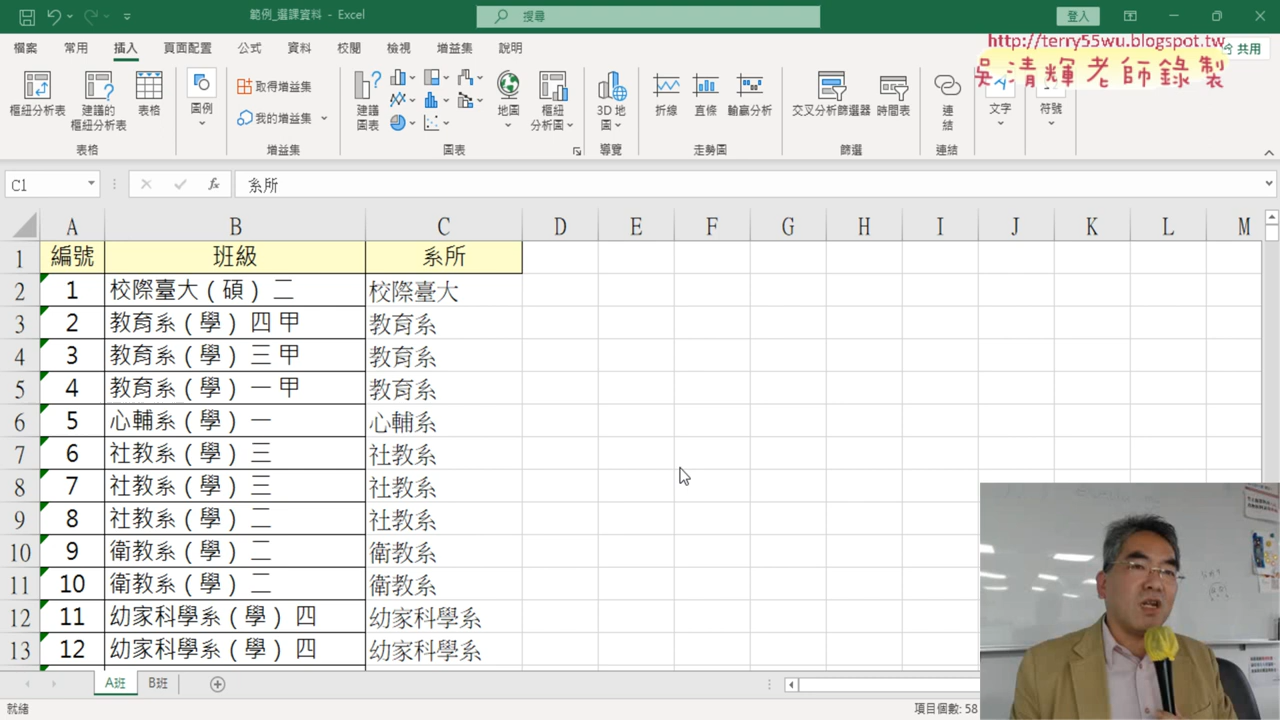 範例_選課資料 - Excel
搜尋
登入
http://terry55wu.blogspot.tw
吳清輝老師錄製
檔案 常用 插入 頁面配置 公式 資料 校閱 檢視 增益集 說明
共用
樞紐分析表 建議的樞紐分析表 表格
表格
圖例
取得增益集
我的增益集
增益集
建議圖表
地圖
樞紐分析圖
圖表
3D 地圖
導覽
折線 直條 輸贏分析
走勢圖
交叉分析篩選器 時間表
篩選
連結
連結
文字
符號
C1
fx
系所
A B C D E F G H I J K L M
1 編號 班級 系所
2 1 校際臺大(碩) 二 校際臺大
3 2 教育系(學) 四 甲 教育系
4 3 教育系(學) 三 甲 教育系
5 4 教育系(學) 一 甲 教育系
6 5 心輔系(學) 一 心輔系
7 6 社教系(學) 三 社教系
8 7 社教系(學) 三 社教系
9 8 社教系(學) 二 社教系
10 9 衛教系(學) 二 衛教系
11 10 衛教系(學) 二 衛教系
12 11 幼家科學系(學) 四 幼家科學系
13 12 幼家科學系(學) 四 幼家科學系
A班 B班
就緒
項目個數: 58